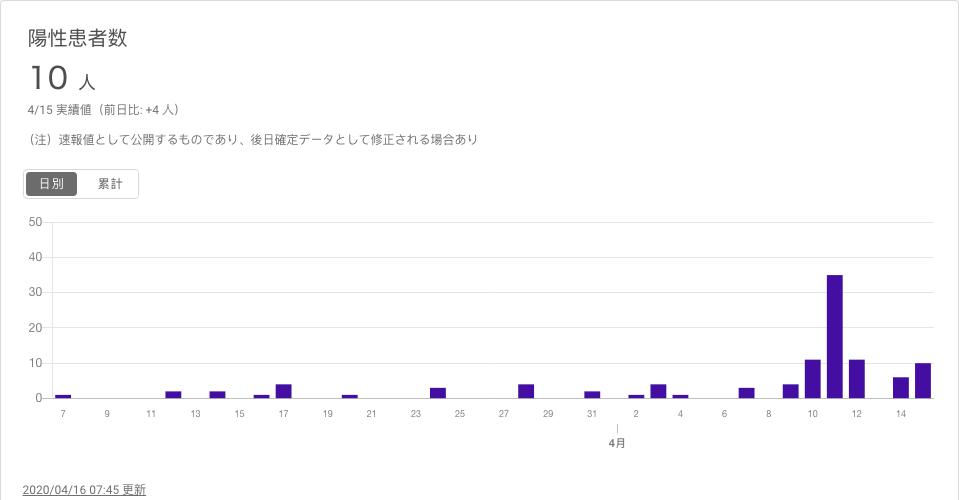 陽性患者数
10 人
4/15 実績値（前日比: +4 人）
（注）速報値として公開するものであり、後日確定データとして修正される場合あり
日別 累計
50
40
30
20
10
0
7 9 11 13 15 17 19 21 23 25 27 29 31 2 4 6 8 10 12 14
4月
2020/04/16 07:45 更新